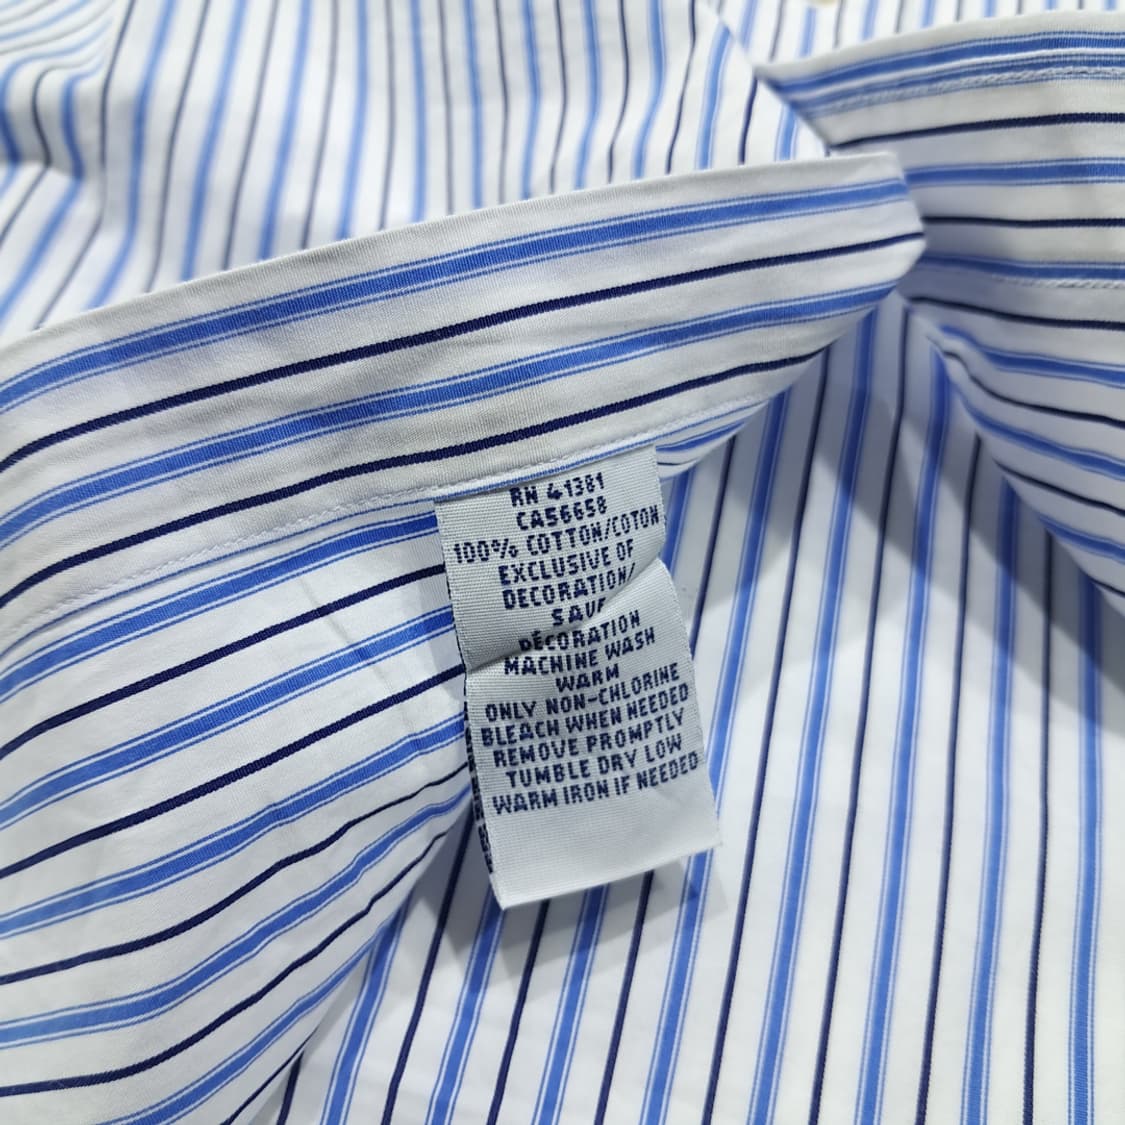 RN 41381
CA56658
100% COTTON/COTON
EXCLUSIVE OF
DECORATION/
SAUF
DÉCORATION
MACHINE WASH
WARM
ONLY NON-CHLORINE
BLEACH WHEN NEEDED
REMOVE PROMPTLY
TUMBLE DRY LOW
WARM IRON IF NEEDED